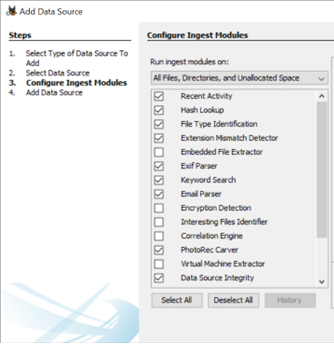 Add Data Source
Steps
1. Select Type of Data Source To
Add
2. Select Data Source
3. Configure Ingest Modules
4. Add Data Source
Configure Ingest Modules
Run ingest modules on:
All Files, Directories, and Unallocated Space
Recent Activity
Hash Lookup
File Type Identification
Extension Mismatch Detector
Embedded File Extractor
Exif Parser
Keyword Search
Email Parser
Encryption Detection
Interesting Files Identifier
Correlation Engine
PhotoRec Carver
Virtual Machine Extractor
Data Source Integrity
Select All
Deselect All
History